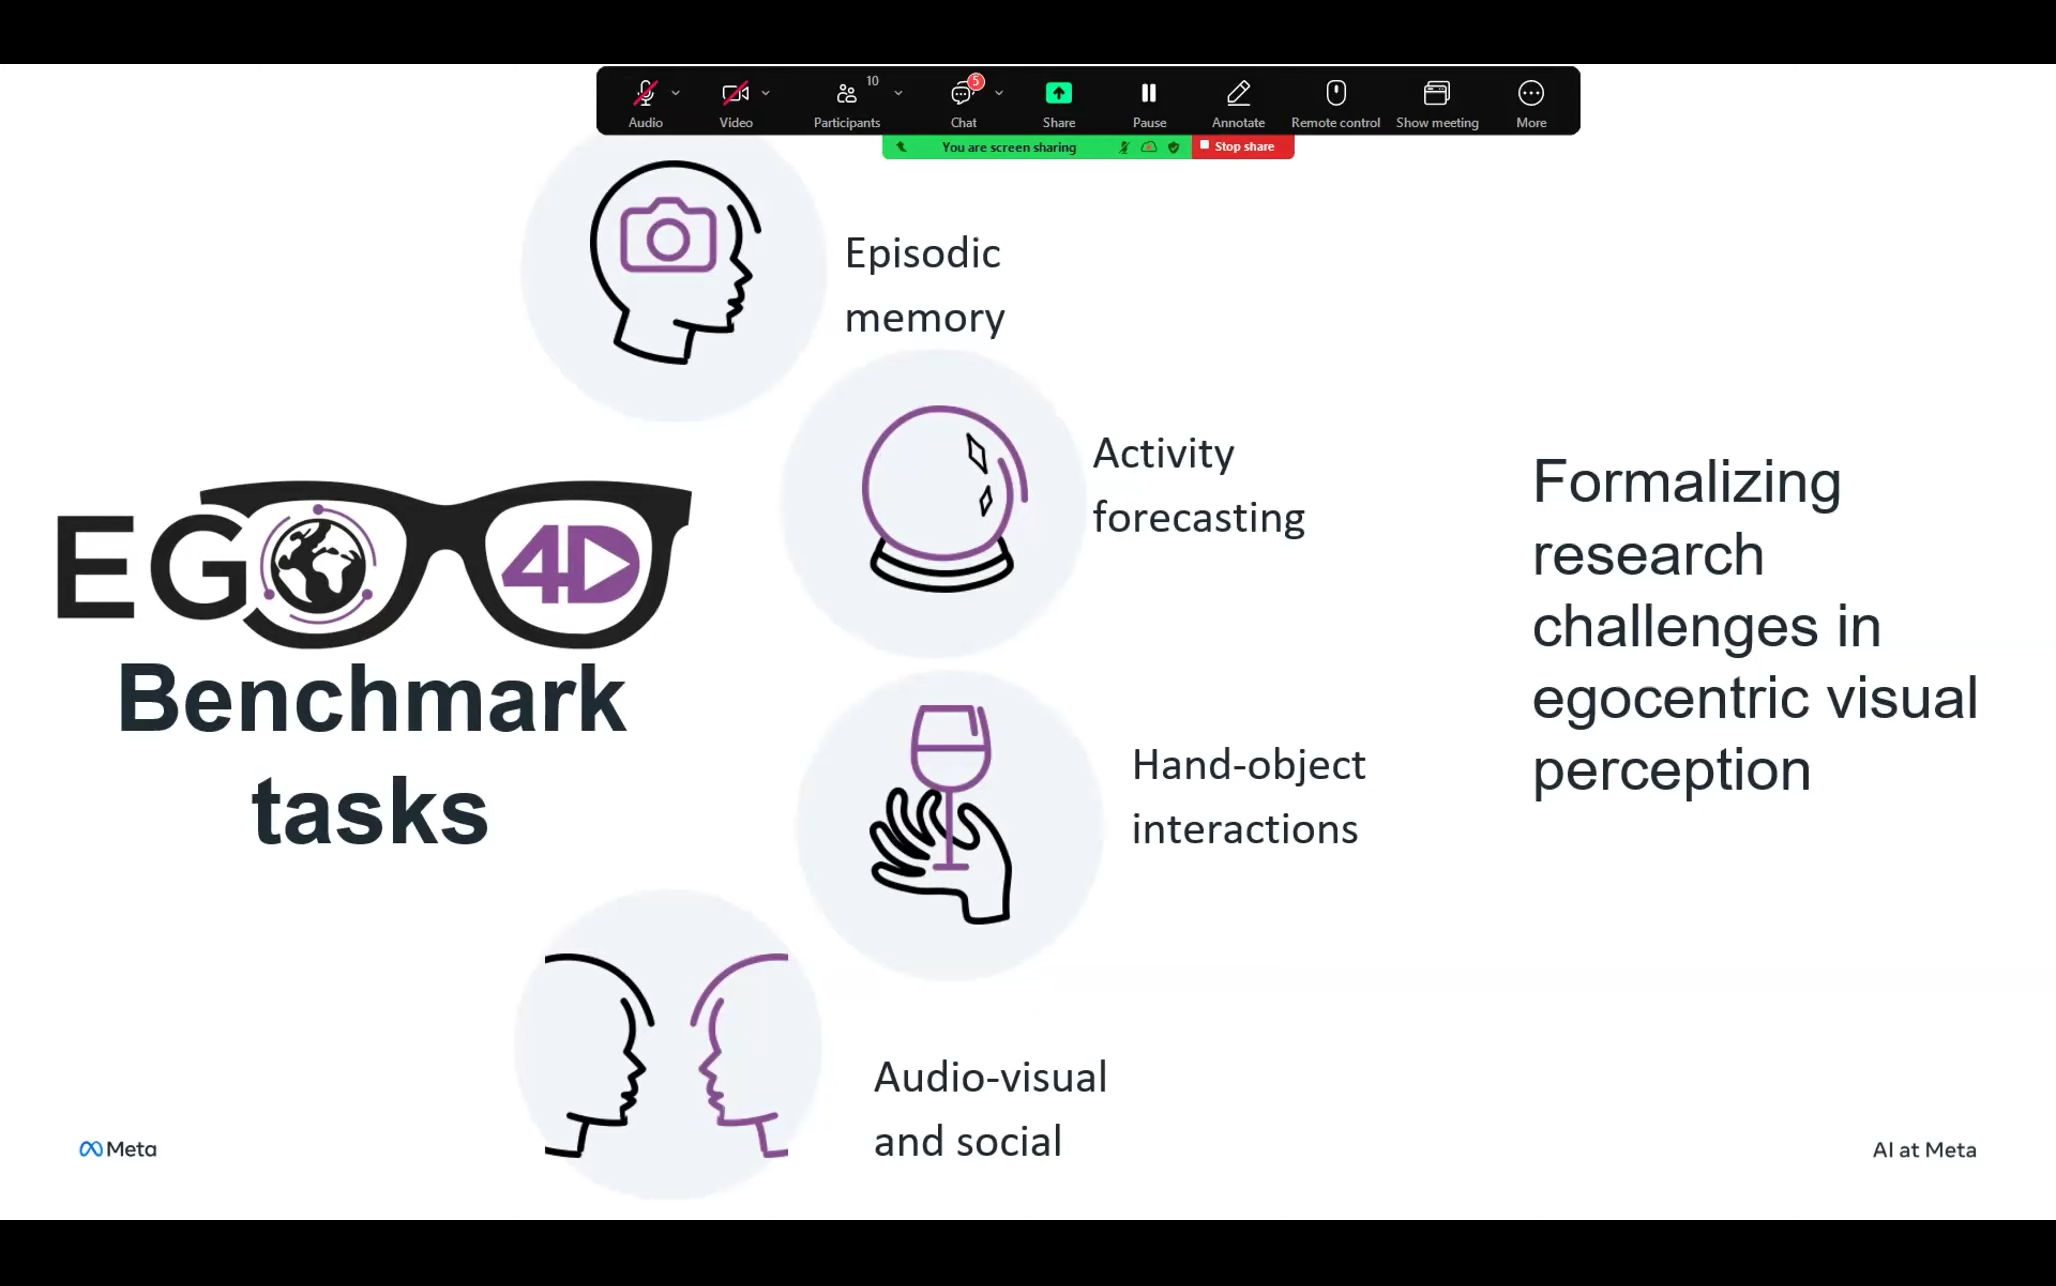 Audio
Video
Participants
10
Chat
5
Share
Pause
Annotate
Remote control
Show meeting
More
You are screen sharing
Stop share
Episodic
memory
Activity
forecasting
EGO4D
Benchmark
tasks
Hand-object
interactions
Audio-visual
and social
Formalizing
research
challenges in
egocentric visual
perception
Meta
AI at Meta